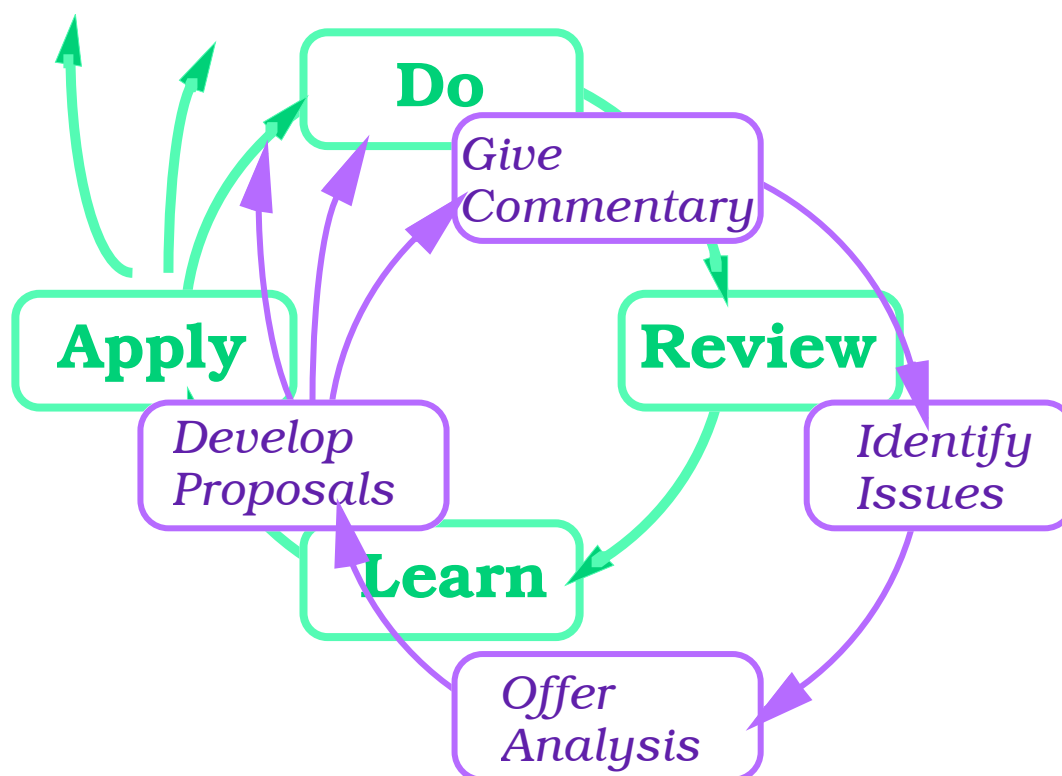 Do
Give
Commentary
Apply
Review
Develop
Proposals
Identify
Issues
Learn
Offer
Analysis